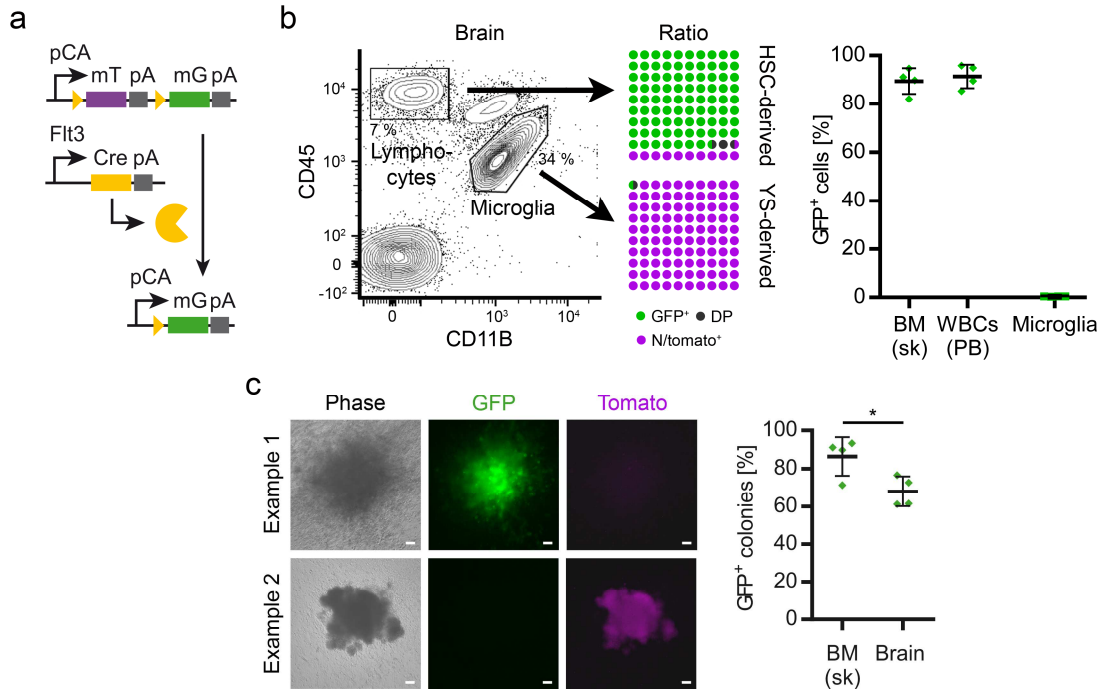 a
pCA
mT pA mG pA
Flt3
Cre pA
pCA
mG pA
b
Brain
Ratio
CD45
10⁴
10³
10²
0
-10²
7 %
Lympho-
cytes
34 %
Microglia
0 10³ 10⁴
CD11B
HSC-derived
YS-derived
GFP⁺ DP
N/tomato⁺
GFP⁺ cells [%]
100
80
60
40
20
0
BM
(sk)
WBCs
(PB)
Microglia
c
Phase GFP Tomato
Example 1
Example 2
GFP⁺ colonies [%]
100
80
60
40
20
0
*
BM
(sk)
Brain